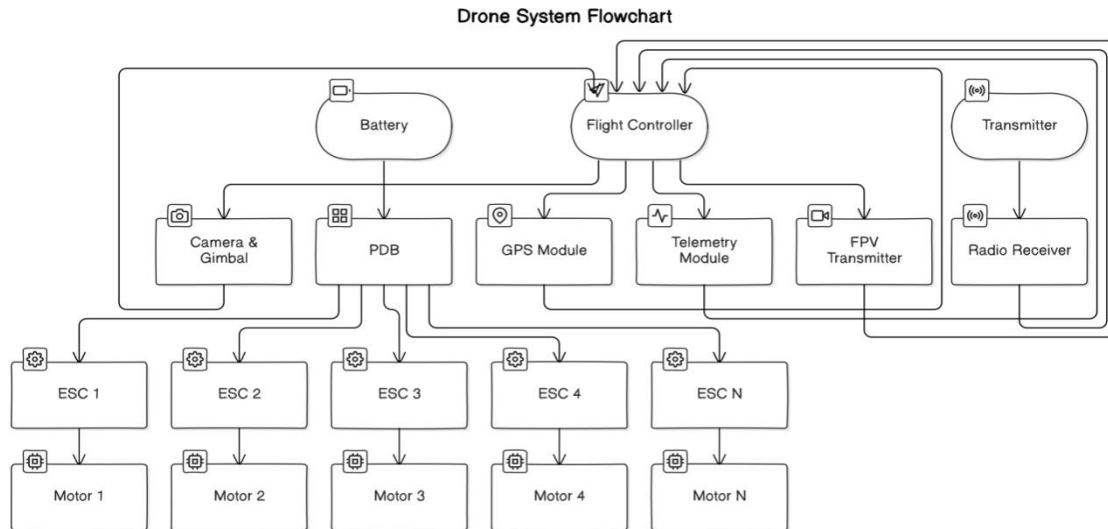 Drone System Flowchart
Battery
Flight Controller
Transmitter
Camera &
Gimbal
PDB
GPS Module
Telemetry
Module
FPV
Transmitter
Radio Receiver
ESC 1
ESC 2
ESC 3
ESC 4
ESC N
Motor 1
Motor 2
Motor 3
Motor 4
Motor N